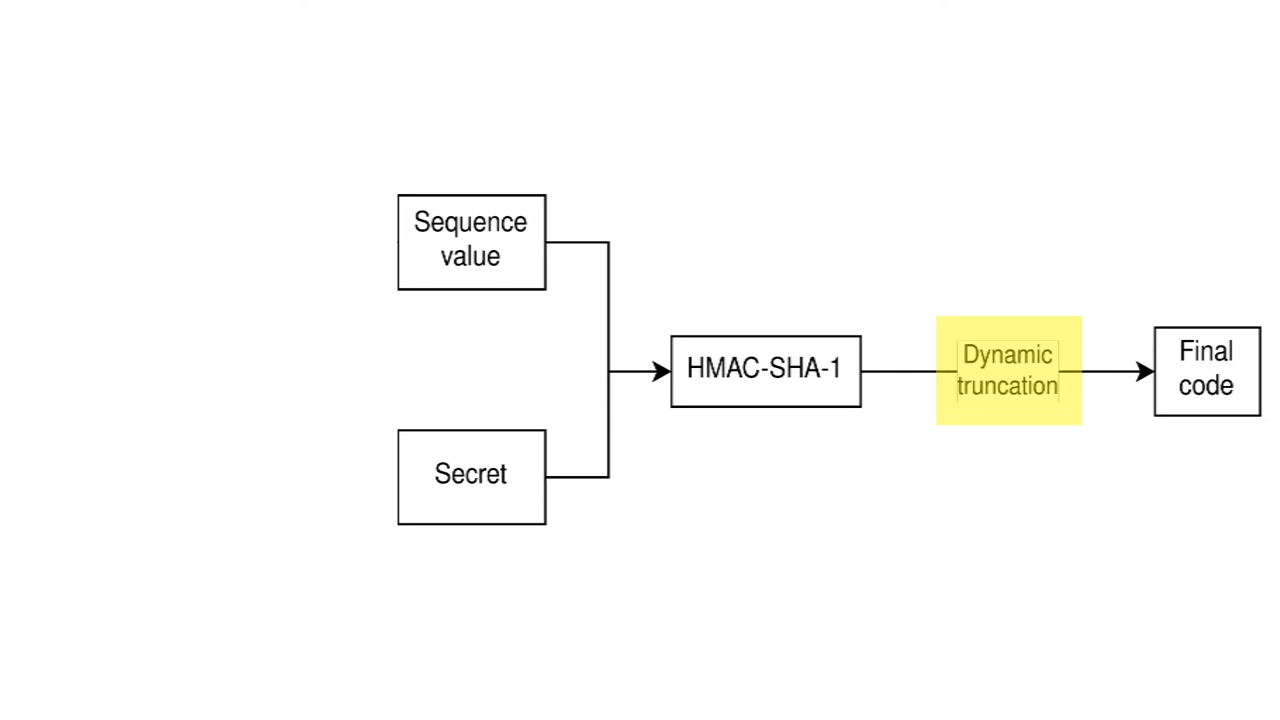 Sequence
value
Secret
HMAC-SHA-1
Dynamic
truncation
Final
code